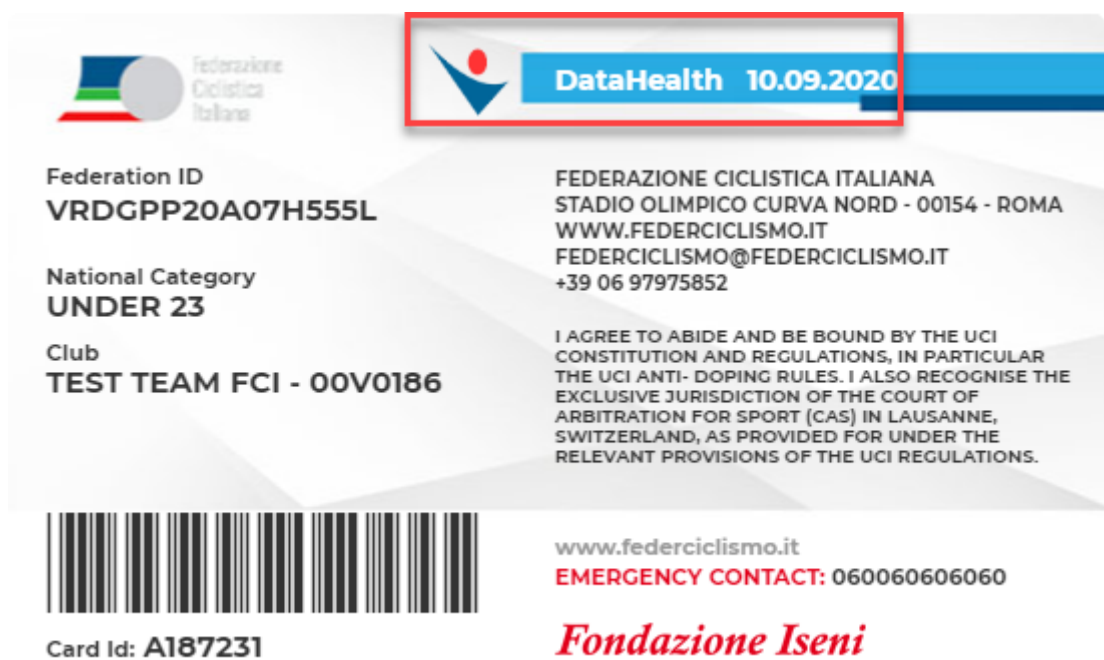 Federazione
Ciclistica
Italiana
DataHealth 10.09.2020
Federation ID
VRDGPP20A07H555L
National Category
UNDER 23
Club
TEST TEAM FCI - 00V0186
FEDERAZIONE CICLISTICA ITALIANA
STADIO OLIMPICO CURVA NORD - 00154 - ROMA
WWW.FEDERCICLISMO.IT
FEDERCICLISMO@FEDERCICLISMO.IT
+39 06 97975852
I AGREE TO ABIDE AND BE BOUND BY THE UCI
CONSTITUTION AND REGULATIONS, IN PARTICULAR
THE UCI ANTI- DOPING RULES. I ALSO RECOGNISE THE
EXCLUSIVE JURISDICTION OF THE COURT OF
ARBITRATION FOR SPORT (CAS) IN LAUSANNE,
SWITZERLAND, AS PROVIDED FOR UNDER THE
RELEVANT PROVISIONS OF THE UCI REGULATIONS.
Card Id: A187231
www.federciclismo.it
EMERGENCY CONTACT: 060060606060
Fondazione Iseni